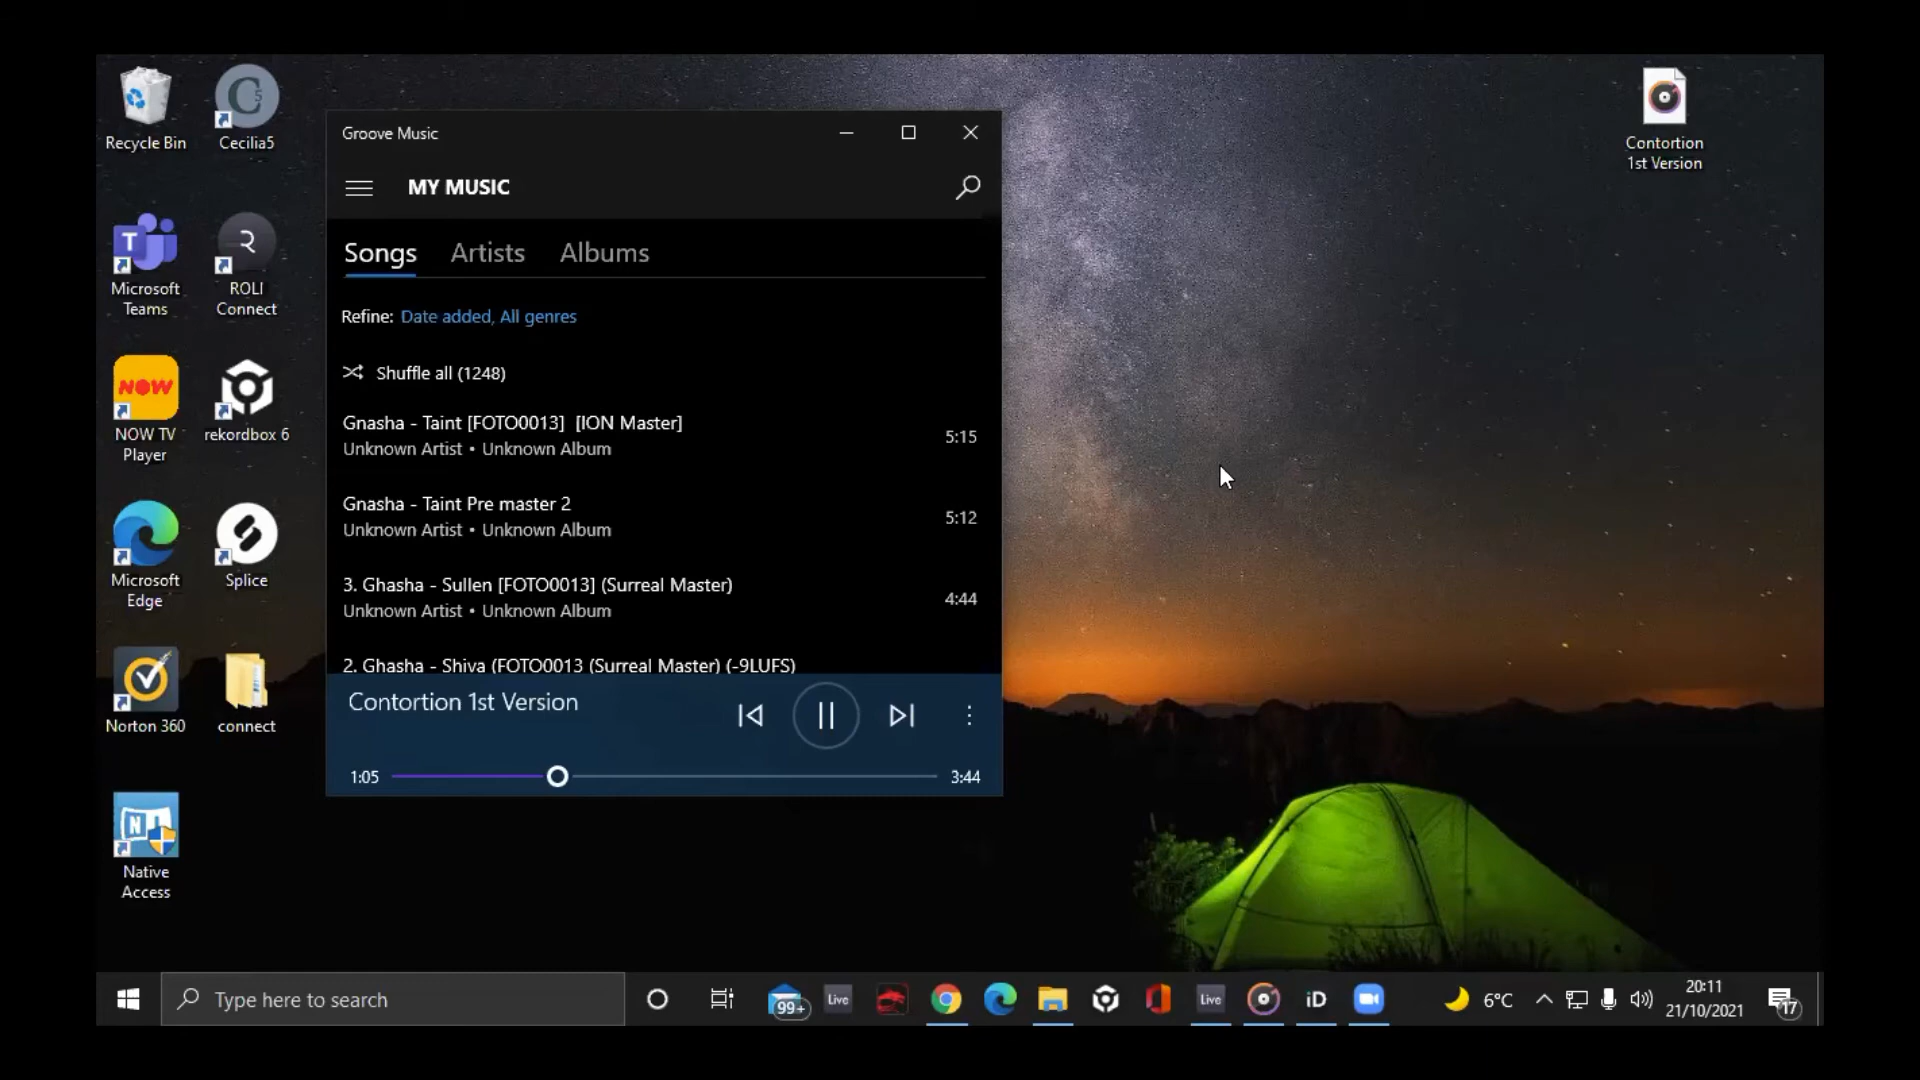 Recycle Bin
Cecilia5
Microsoft
Teams
ROLI
Connect
NOW
NOW TV
Player
rekordbox 6
Microsoft
Edge
Splice
Norton 360
connect
Native
Access
Contortion
1st Version
Groove Music
MY MUSIC
Songs
Artists
Albums
Refine: Date added, All genres
Shuffle all (1248)
Gnasha - Taint [FOTO0013] [ION Master]
Unknown Artist • Unknown Album
5:15
Gnasha - Taint Pre master 2
Unknown Artist • Unknown Album
5:12
3. Ghasha - Sullen [FOTO0013] (Surreal Master)
Unknown Artist • Unknown Album
4:44
2. Ghasha - Shiva (FOTO0013 (Surreal Master) (-9LUFS)
Contortion 1st Version
1:05
3:44
Type here to search
99+
Live
Live
iD
6°C
20:11
21/10/2021
17